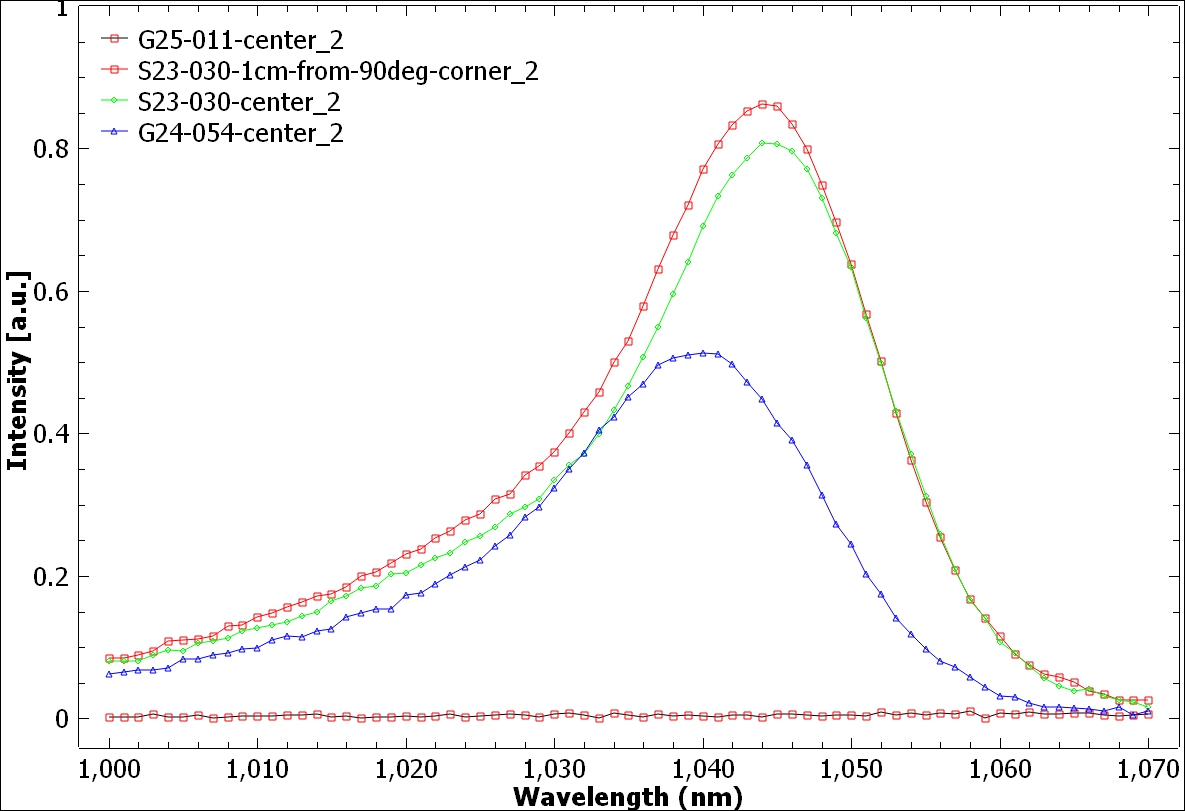 1
G25-011-center_2
S23-030-1cm-from-90deg-corner_2
S23-030-center_2
G24-054-center_2
0.8
0.6
Intensity [a.u.]
0.4
0.2
0
1,000 1,010 1,020 1,030 1,040 1,050 1,060 1,070
Wavelength (nm)